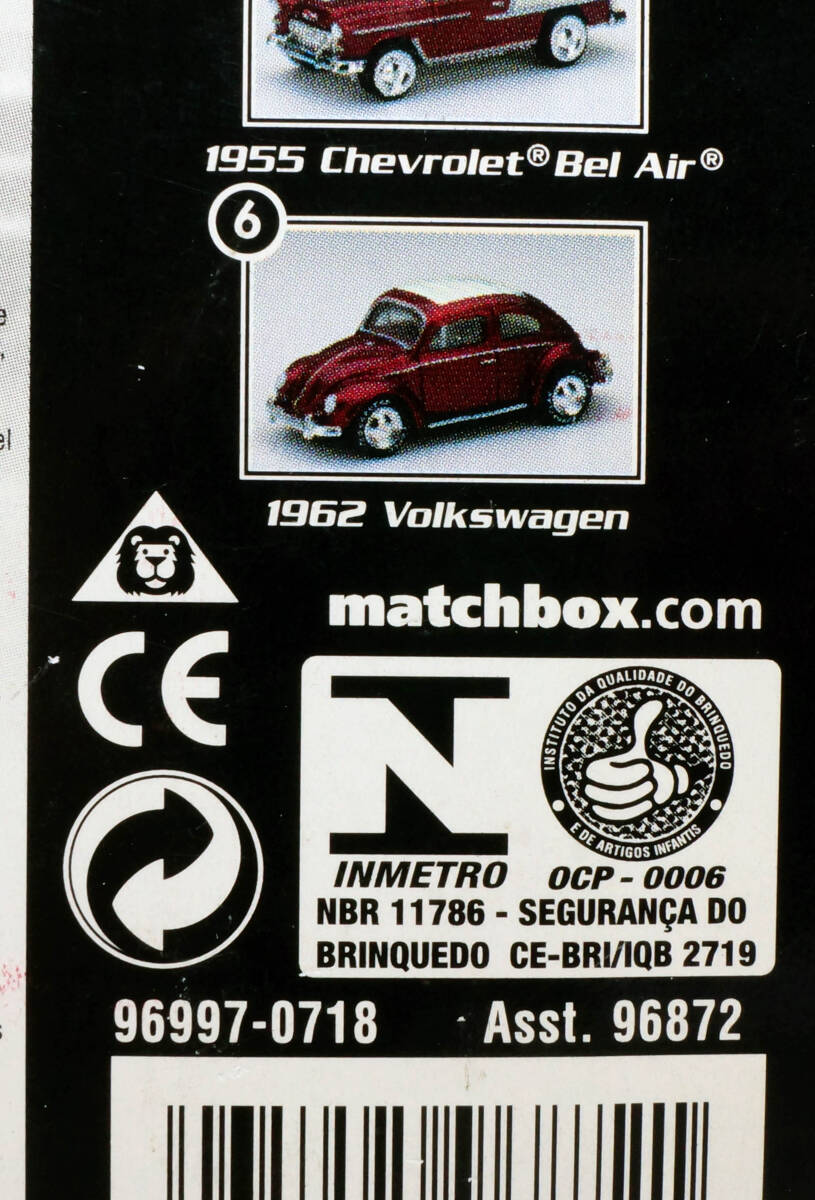 1955 Chevrolet® Bel Air®
6
1962 Volkswagen
matchbox.com
CE
INSTITUTO DA QUALIDADE DO BRINQUEDO
• E DE ARTIGOS INFANTIS •
INMETRO OCP - 0006
NBR 11786 - SEGURANÇA DO
BRINQUEDO CE-BRI/IQB 2719
96997-0718 Asst. 96872